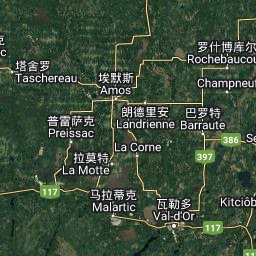 罗什博库尔
Rochebaucou
塔舍罗
Taschereau
埃默斯
Amos
Champneuf
朗德里安
Landrienne
巴罗特
Barraute
普雷萨克
Preissac
386
Se
La Corne
397
拉莫特
La Motte
117
马拉蒂克
Malartic
瓦勒多
Val-d'Or
Kitciôb
117